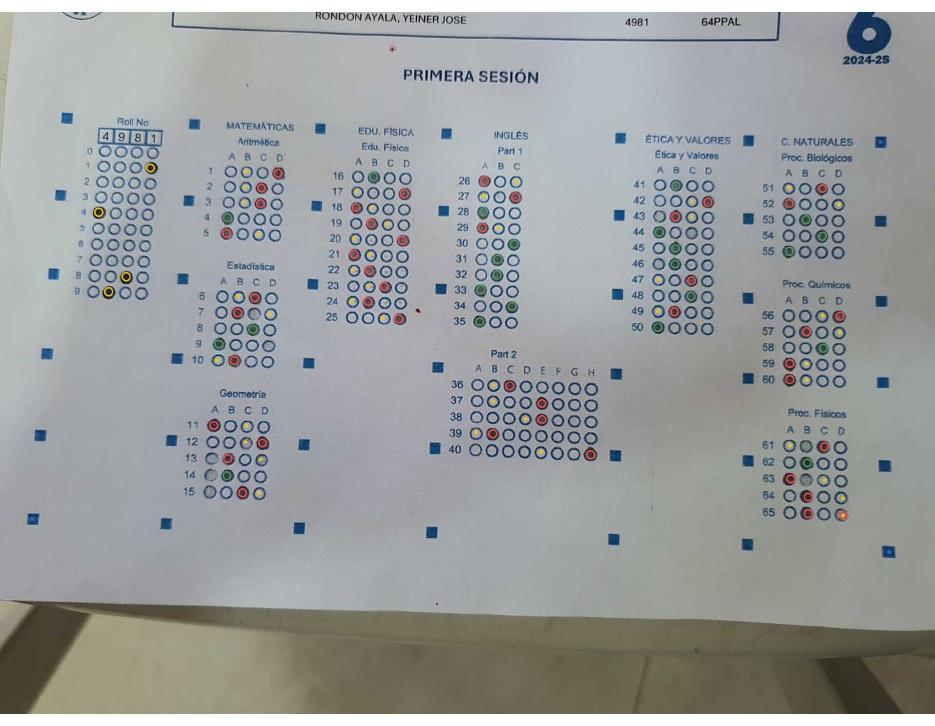 RONDON AYALA, YEINER JOSE 4981 64PPAL
6
2024-2S
PRIMERA SESIÓN
Roll No
4 9 8 1
0
1
2
3
4
5
6
7
8
9
MATEMÁTICAS
Aritmética
A B C D
1
2
3
4
5
Estadística
A B C D
6
7
8
9
10
Geometría
A B C D
11
12
13
14
15
EDU. FÍSICA
Edu. Física
A B C D
16
17
18
19
20
21
22
23
24
25
INGLÉS
Part 1
A B C
26
27
28
29
30
31
32
33
34
35
Part 2
A B C D E F G H
36
37
38
39
40
ÉTICA Y VALORES
Ética y Valores
A B C D
41
42
43
44
45
46
47
48
49
50
C. NATURALES
Proc. Biológicos
A B C D
51
52
53
54
55
Proc. Químicos
A B C D
56
57
58
59
60
Proc. Físicos
A B C D
61
62
63
64
65